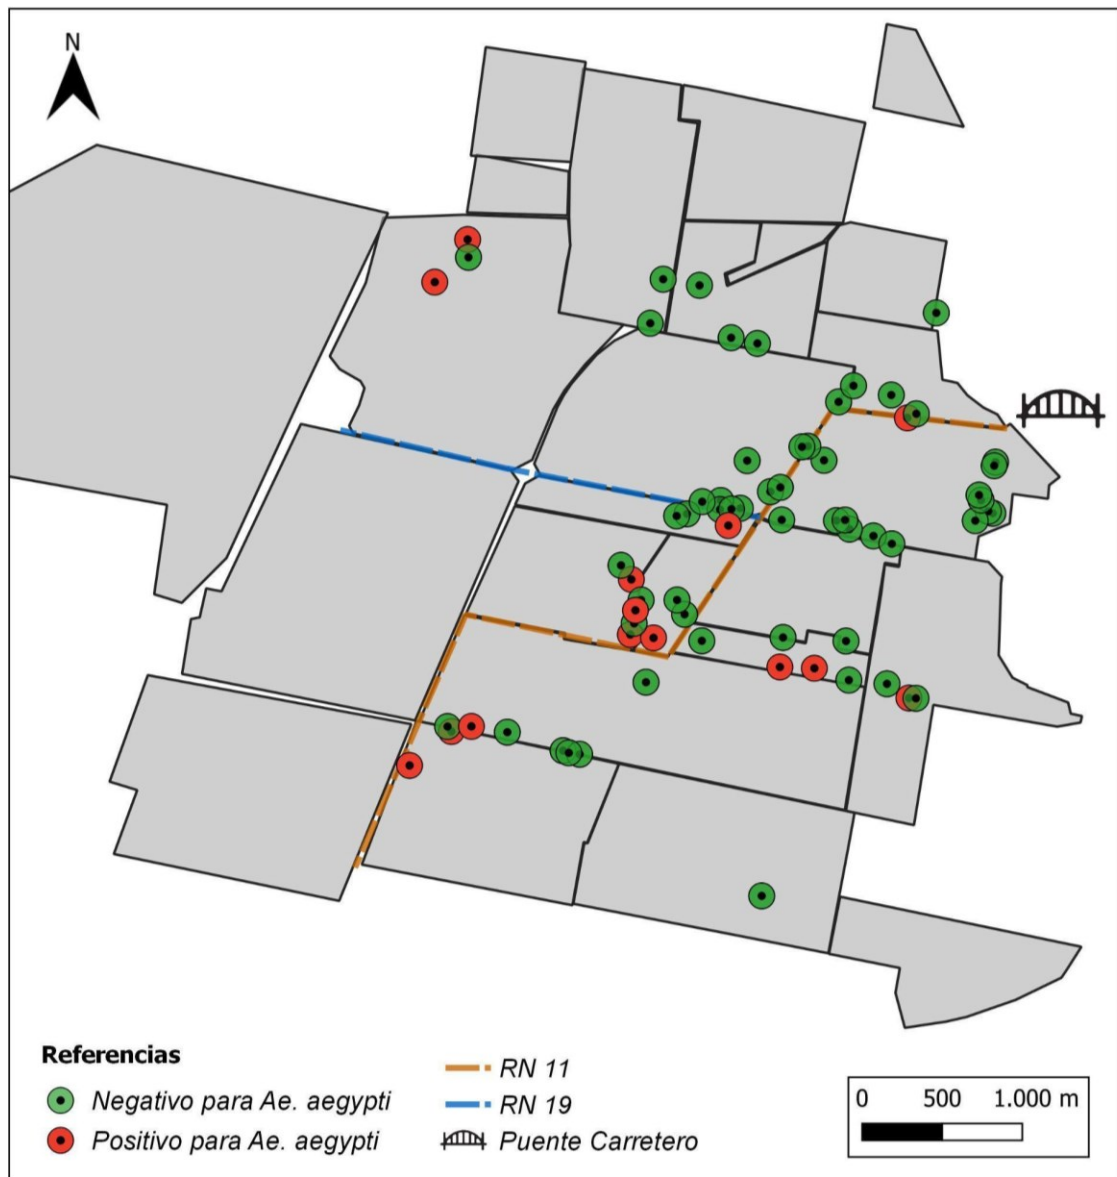 N
Referencias
Negativo para Ae. aegypti
Positivo para Ae. aegypti
RN 11
RN 19
Puente Carretero
0 500 1.000 m